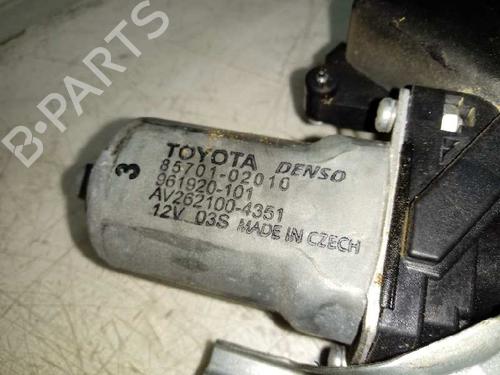 B-PARTS
3
TOYOTA DENSO
85701-02010
961920-101
AV262100-4351
12V 03S MADE IN CZECH